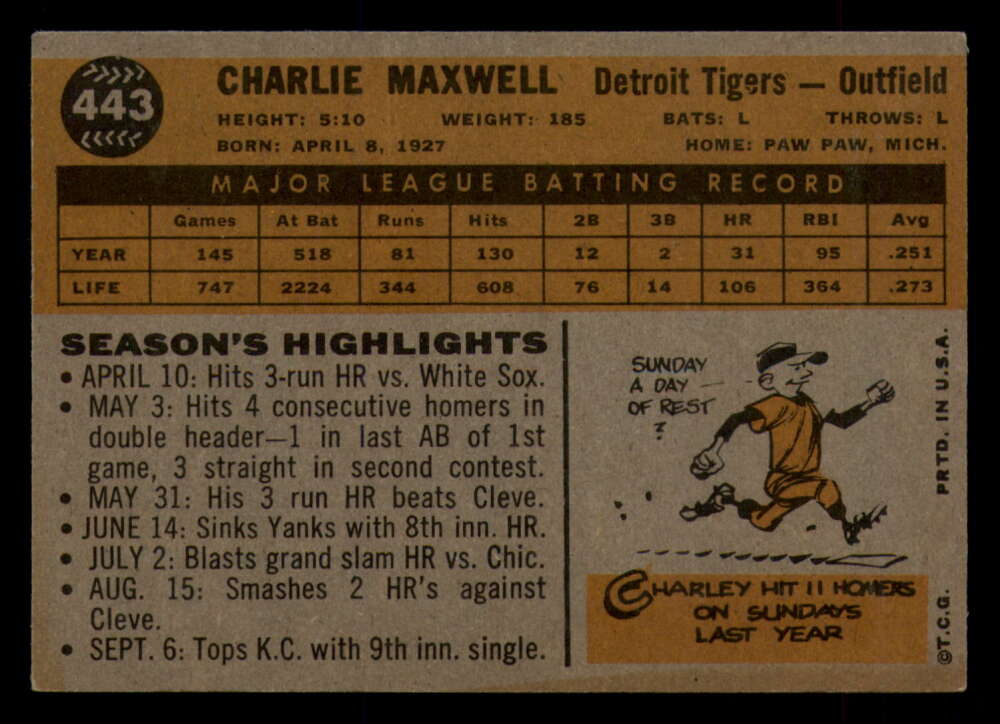 443
CHARLIE MAXWELL Detroit Tigers — Outfield
HEIGHT: 5:10 WEIGHT: 185 BATS: L THROWS: L
BORN: APRIL 8, 1927 HOME: PAW PAW, MICH.
MAJOR LEAGUE BATTING RECORD
Games At Bat Runs Hits 2B 3B HR RBI Avg
YEAR 145 518 81 130 12 2 31 95 .251
LIFE 747 2224 344 608 76 14 106 364 .273
SEASON'S HIGHLIGHTS
• APRIL 10: Hits 3-run HR vs. White Sox.
• MAY 3: Hits 4 consecutive homers in
double header—1 in last AB of 1st
game, 3 straight in second contest.
• MAY 31: His 3 run HR beats Cleve.
• JUNE 14: Sinks Yanks with 8th inn. HR.
• JULY 2: Blasts grand slam HR vs. Chic.
• AUG. 15: Smashes 2 HR's against
Cleve.
• SEPT. 6: Tops K.C. with 9th inn. single.
SUNDAY
A DAY —
OF REST
?
CHARLEY HIT 11 HOMERS
ON SUNDAYS
LAST YEAR
©T.C.G. PRTD. IN U.S.A.